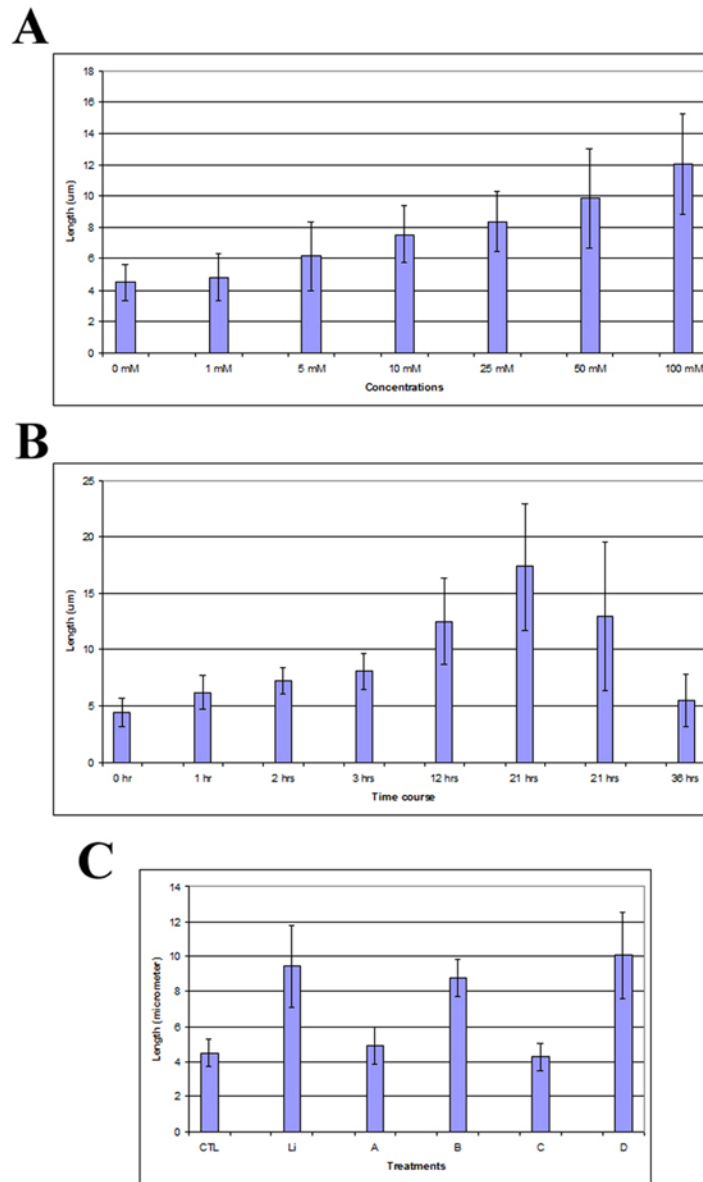 A
18
16
14
12
10
8
6
4
2
0
Length (um)
0 mM 1 mM 5 mM 10 mM 25 mM 50 mM 100 mM
Concentrations
B
25
20
15
10
5
0
Length (um)
0 hr 1 hr 2 hrs 3 hrs 12 hrs 21 hrs 21 hrs 36 hrs
Time course
C
14
12
10
8
6
4
2
0
Length (micrometer)
CTL Li A B C D
Treatments